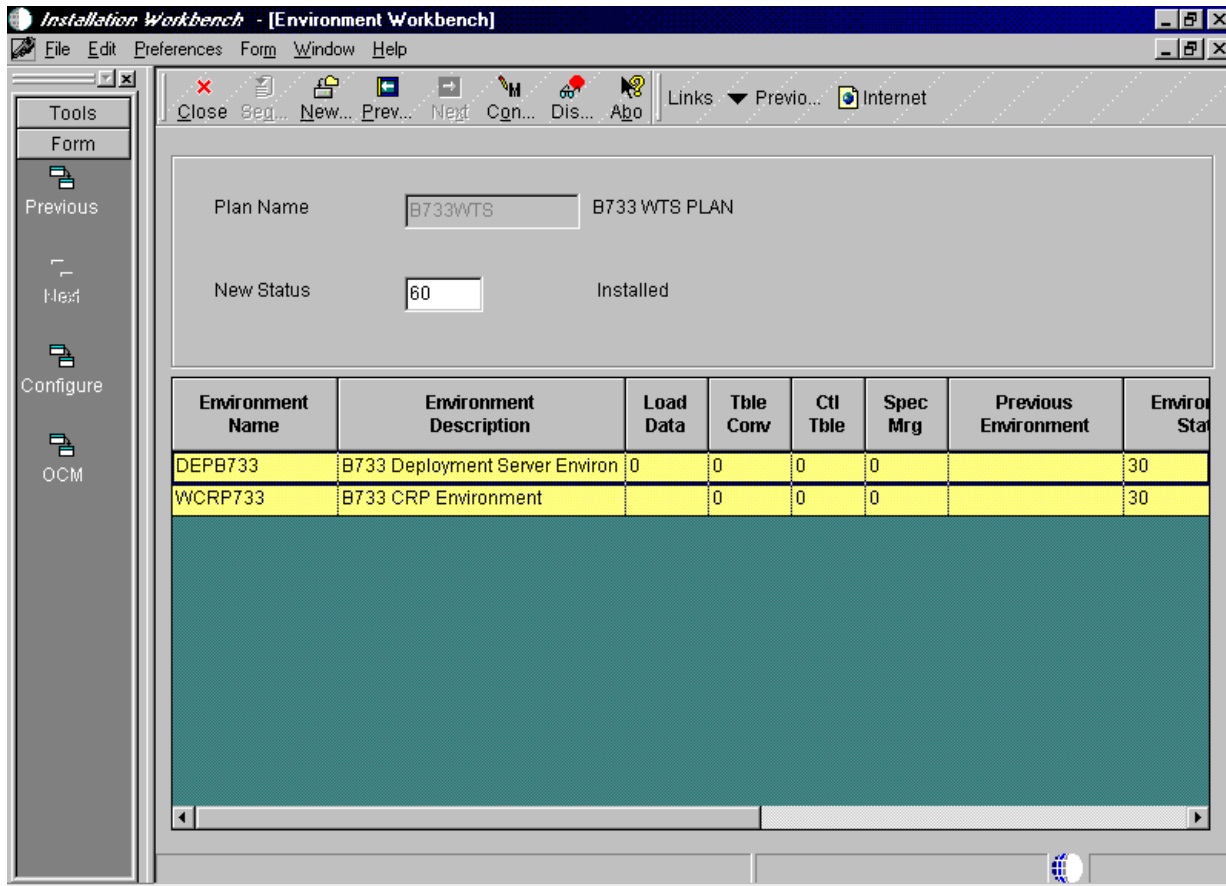 Installation Workbench - [Environment Workbench]
File Edit Preferences Form Window Help
Tools
Form
Previous
Next
Configure
OCM
Close Seq... New... Prev... Next Con... Dis... Abo Links Previo... Internet
Plan Name B733WTS B733 WTS PLAN
New Status 60 Installed
Environment Name Environment Description Load Data Tble Conv Ctl Tble Spec Mrg Previous Environment Environ Stat
DEPB733 B733 Deployment Server Environ 0 0 0 0 30
WCRP733 B733 CRP Environment 0 0 0 30